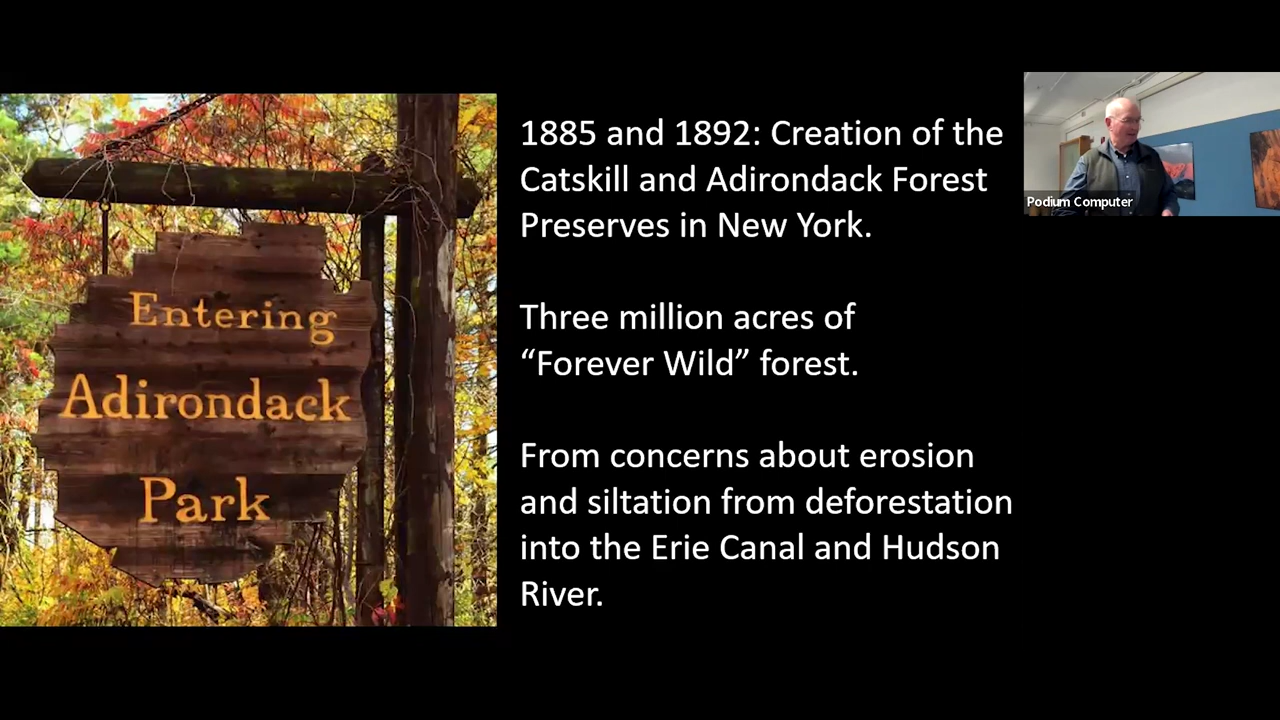 Entering
Adirondack
Park
1885 and 1892: Creation of the
Catskill and Adirondack Forest
Preserves in New York.
Three million acres of
“Forever Wild” forest.
From concerns about erosion
and siltation from deforestation
into the Erie Canal and Hudson
River.
Podium Computer